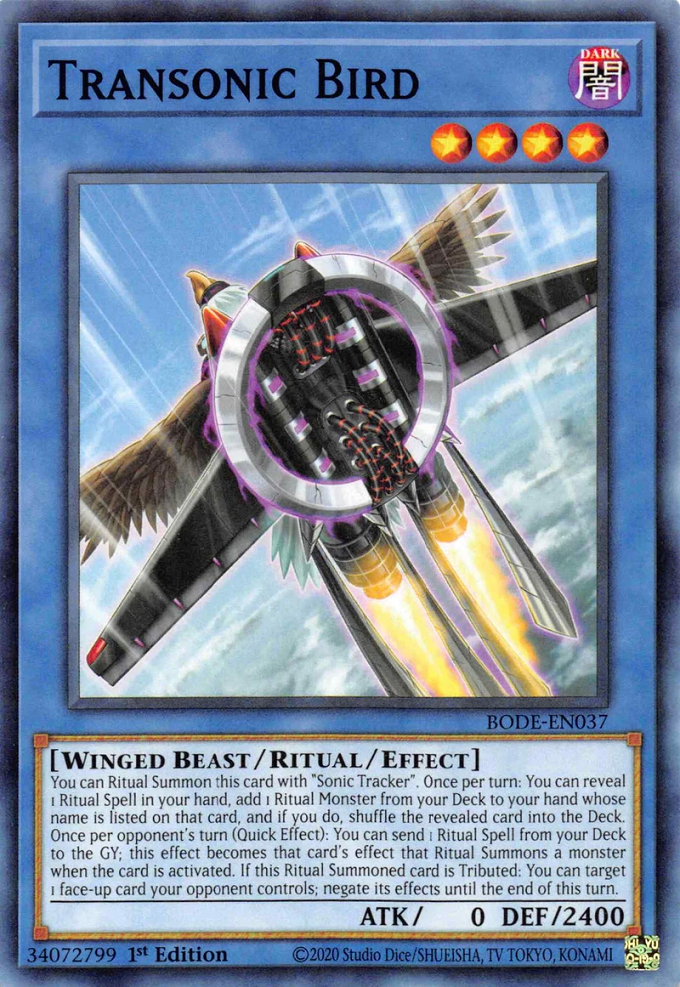 TRANSONIC BIRD
DARK
闇
BODE-EN037
[WINGED BEAST/RITUAL/EFFECT]
You can Ritual Summon this card with "Sonic Tracker". Once per turn: You can reveal
1 Ritual Spell in your hand, add 1 Ritual Monster from your Deck to your hand whose
name is listed on that card, and if you do, shuffle the revealed card into the Deck.
Once per opponent's turn (Quick Effect): You can send 1 Ritual Spell from your Deck
to the GY; this effect becomes that card's effect that Ritual Summons a monster
when the card is activated. If this Ritual Summoned card is Tributed: You can target
1 face-up card your opponent controls; negate its effects until the end of this turn.
ATK/ 0 DEF/2400
34072799 1st Edition ©2020 Studio Dice/SHUEISHA, TV TOKYO, KONAMI